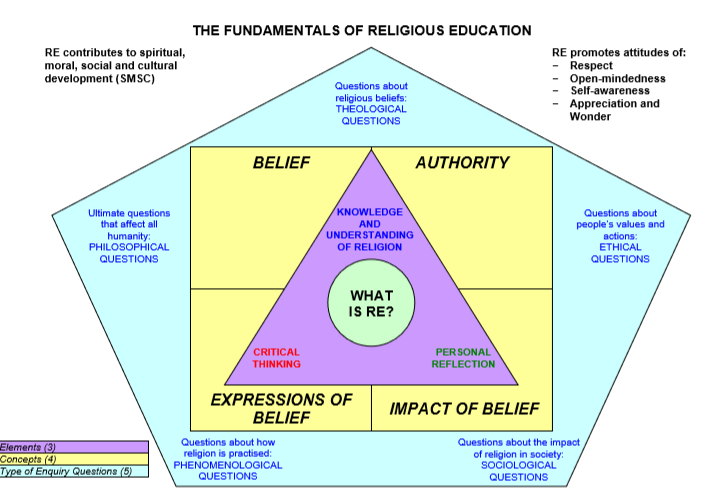 THE FUNDAMENTALS OF RELIGIOUS EDUCATION
RE contributes to spiritual,
moral, social and cultural
development (SMSC)
RE promotes attitudes of:
– Respect
– Open-mindedness
– Self-awareness
– Appreciation and
Wonder
Questions about
religious beliefs:
THEOLOGICAL
QUESTIONS
BELIEF
AUTHORITY
Ultimate questions
that affect all
humanity:
PHILOSOPHICAL
QUESTIONS
KNOWLEDGE
AND
UNDERSTANDING
OF RELIGION
Questions about
people's values and
actions:
ETHICAL
QUESTIONS
WHAT
IS RE?
CRITICAL
THINKING
PERSONAL
REFLECTION
EXPRESSIONS OF
BELIEF
IMPACT OF BELIEF
Questions about how
religion is practised:
PHENOMENOLOGICAL
QUESTIONS
Questions about the impact
of religion in society:
SOCIOLOGICAL
QUESTIONS
Elements (3)
Concepts (4)
Type of Enquiry Questions (5)